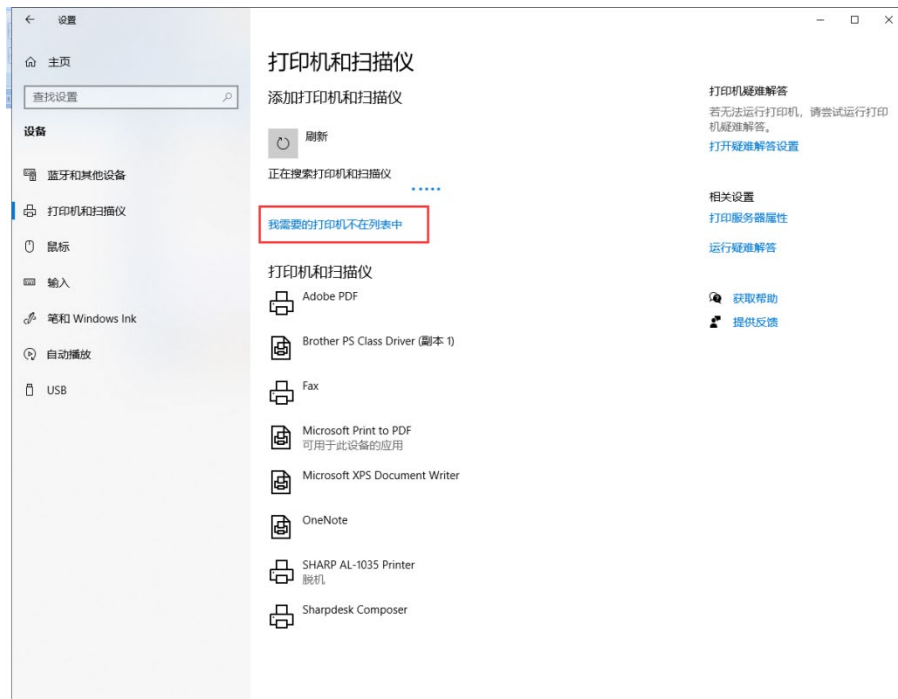 设置
主页
查找设置
设备
蓝牙和其他设备
打印机和扫描仪
鼠标
输入
笔和 Windows Ink
自动播放
USB
打印机和扫描仪
添加打印机和扫描仪
刷新
正在搜索打印机和扫描仪
我需要的打印机不在列表中
打印机和扫描仪
Adobe PDF
Brother PS Class Driver (副本 1)
Fax
Microsoft Print to PDF
可用于此设备的应用
Microsoft XPS Document Writer
OneNote
SHARP AL-1035 Printer
脱机
Sharpdesk Composer
打印机疑难解答
若无法运行打印机，请尝试运行打印
机疑难解答。
打开疑难解答设置
相关设置
打印服务器属性
运行疑难解答
获取帮助
提供反馈